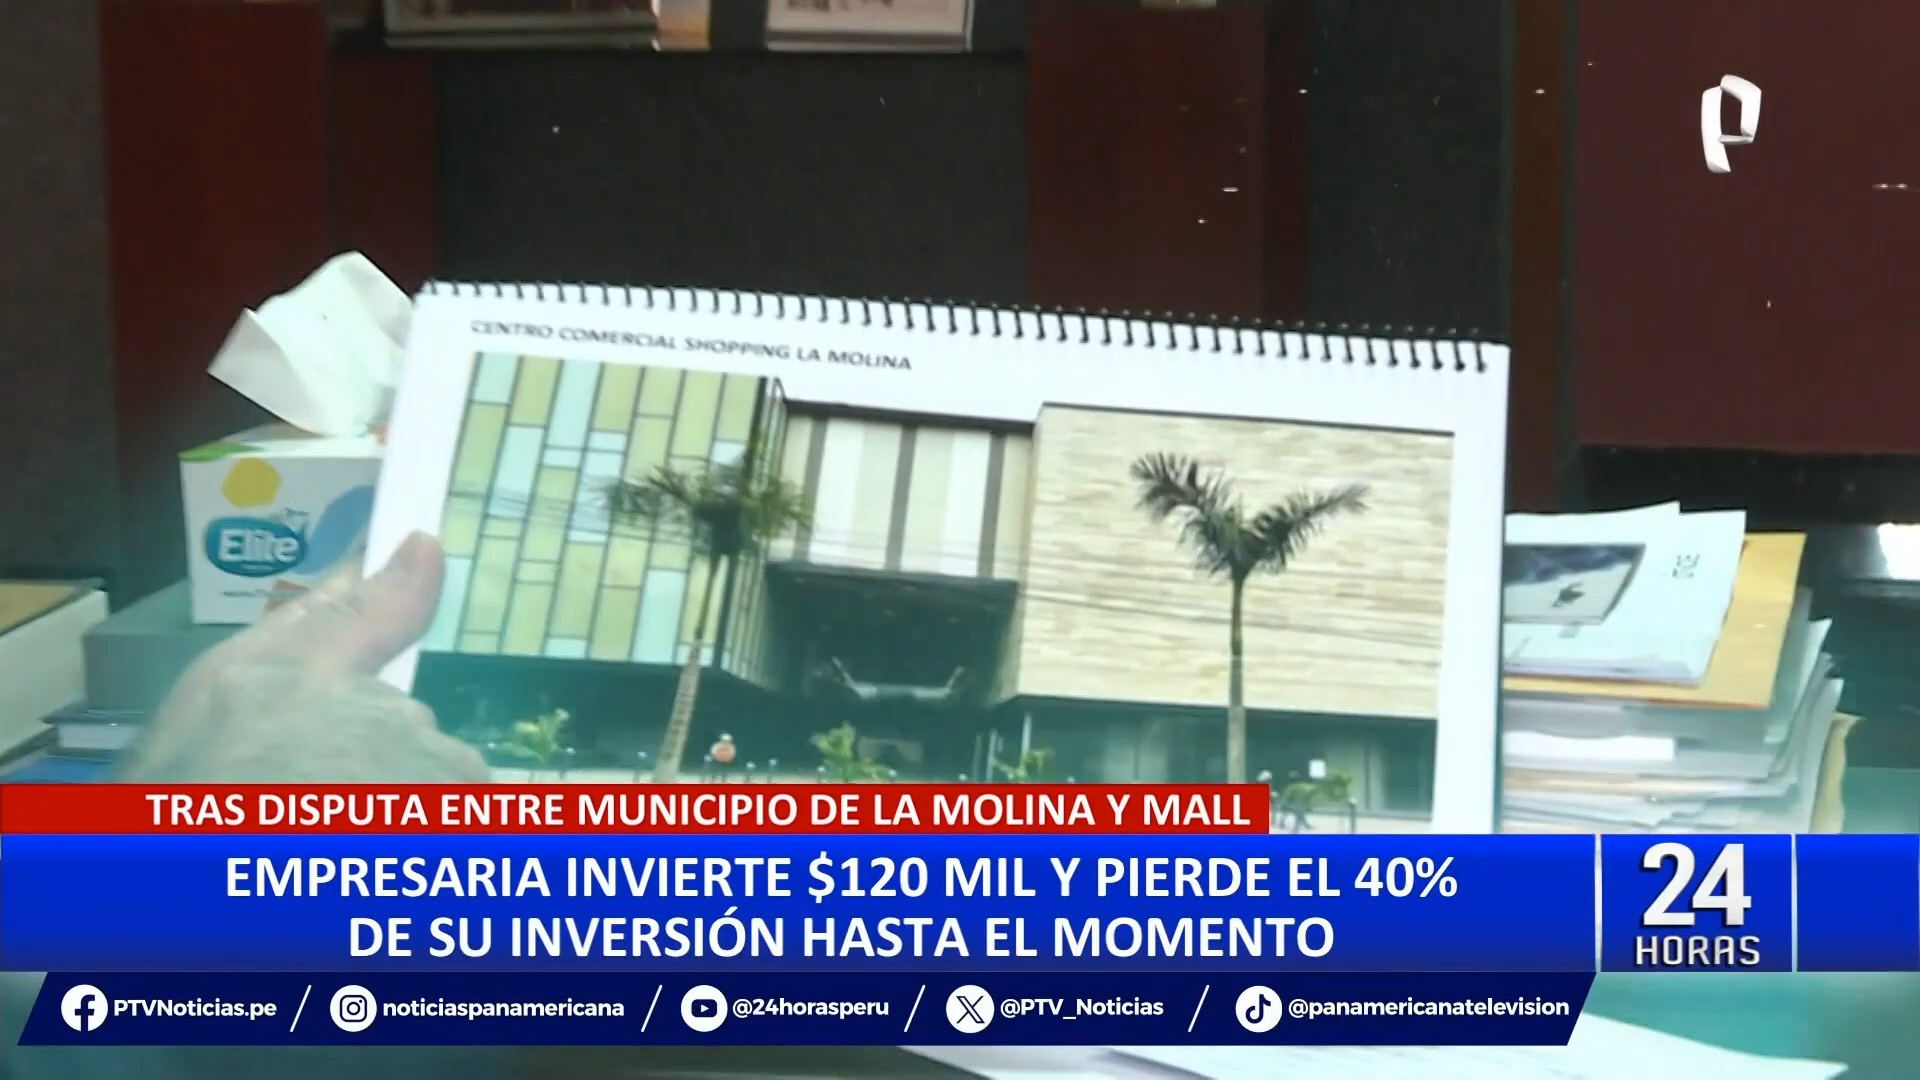 CENTRO COMERCIAL SHOPPING LA MOLINA
Elite
TRAS DISPUTA ENTRE MUNICIPIO DE LA MOLINA Y MALL
EMPRESARIA INVIERTE $120 MIL Y PIERDE EL 40%
DE SU INVERSIÓN HASTA EL MOMENTO
24
HORAS
PTVNoticias.pe
noticiaspanamericana
@24horasperu
@PTV_Noticias
@panamericanatelevision